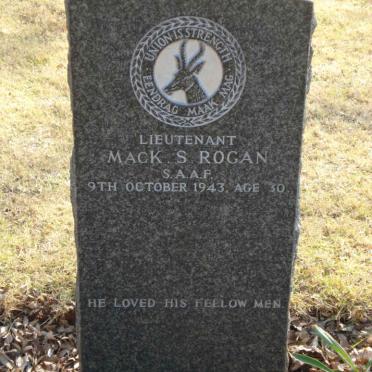 UNION IS STRENGTH
EENDRAG MAAK MAG
LIEUTENANT
MACK S ROGAN
S.A.A.F.
9TH OCTOBER 1943, AGE 30
HE LOVED HIS FELLOW MEN